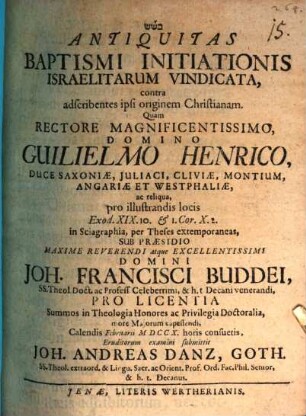 15.
ANTIQUITAS
BAPTISMI INITIATIONIS
ISRAELITARUM VINDICATA,
contra
adscribentes ipsi originem Christianam.
Quam
RECTORE MAGNIFICENTISSIMO,
DOMINO
GUILIELMO HENRICO,
DUCE SAXONIÆ, JULIACI, CLIVIÆ, MONTIUM,
ANGARIÆ ET WESTPHALIÆ,
ac reliqua,
pro illustrandis locis
Exod. XIX. 10. & 1. Cor. X. 2.
in Sciagraphia, per Theses extemporaneas,
SUB PRÆSIDIO
MAXIME REVERENDI atque EXCELLENTISSIMI
DOMINI
JOH. FRANCISCI BUDDEI,
SS. Theol. Doct. ac Profess. Celeberrimi, & h. t. Decani venerandi,
PRO LICENTIA
Summos in Theologia Honores ac Privilegia Doctoralia,
more Majorum capessendi,
Calendis Februarii MDCCX. horis consuetis,
Eruditorum examini submittit
JOH. ANDREAS DANZ, GOTH.
SS. Theol. extraord. & Lingu. Sacr. ac Orient. Prof. Ord. Fac. Phil. Senior,
& h. t. Decanus.
JENÆ, LITERIS WERTHERIANIS.